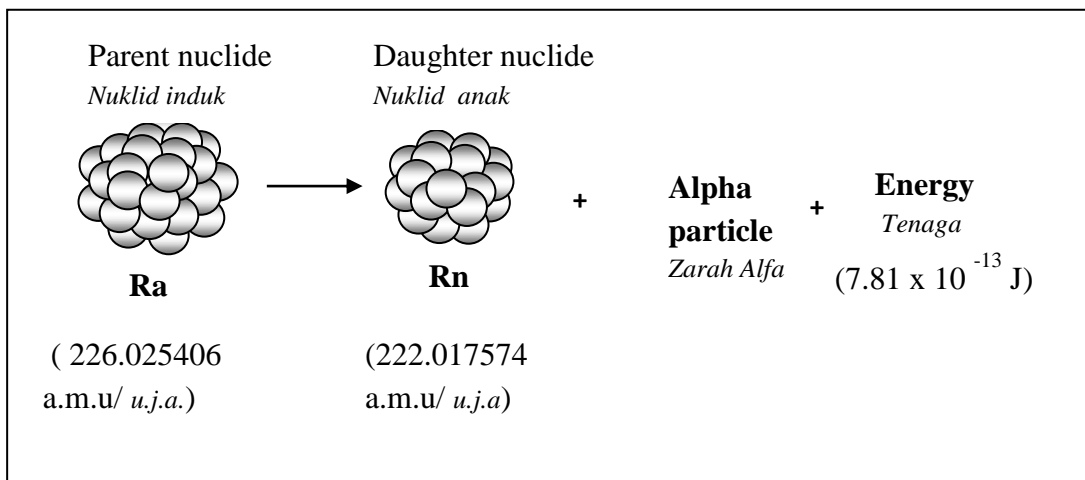 Parent nuclide
Nuklid induk
Ra
( 226.025406
a.m.u/ u.j.a.)
Daughter nuclide
Nuklid anak
Rn
(222.017574
a.m.u/ u.j.a)
+
Alpha
particle
Zarah Alfa
+
Energy
Tenaga
(7.81 x 10 -13 J)